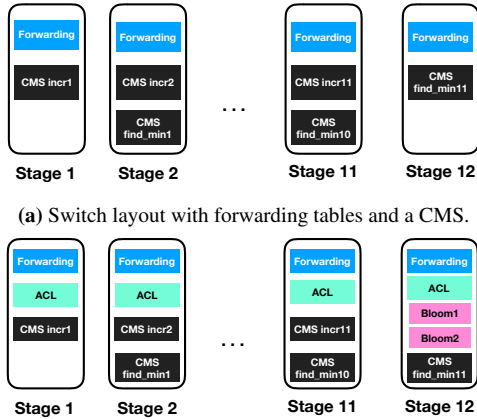 Forwarding Forwarding Forwarding Forwarding
CMS incr1 CMS incr2 CMS incr11 CMS find_min11
CMS find_min1 ... CMS find_min10
Stage 1 Stage 2 Stage 11 Stage 12
(a) Switch layout with forwarding tables and a CMS.
Forwarding Forwarding Forwarding Forwarding
ACL ACL ACL ACL
CMS incr1 CMS incr2 CMS incr11 Bloom1
Bloom2
CMS find_min1 ... CMS find_min10 CMS find_min11
Stage 1 Stage 2 Stage 11 Stage 12